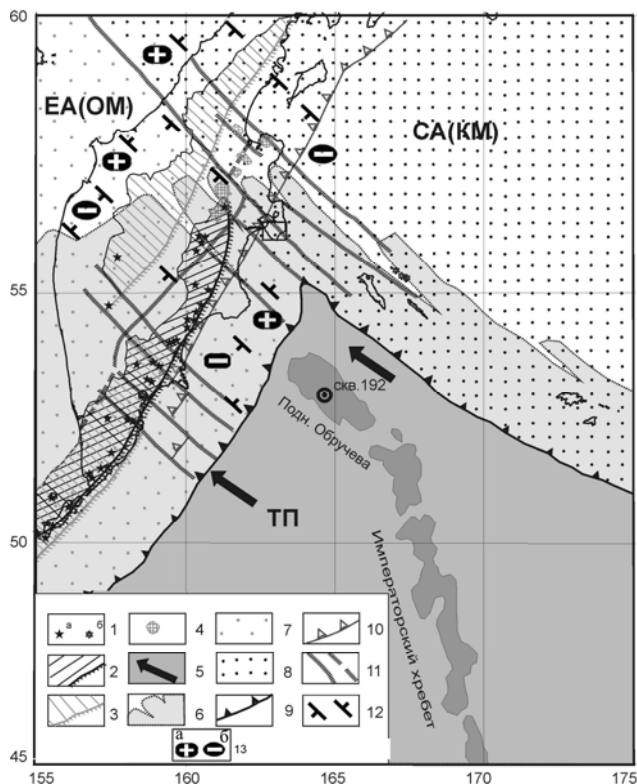 60
ЕА(ОМ)
СА(КМ)
55
скв.192
Подн. Обручева
ТП
50
Императорский хребет
а б 1
4
7
10
2
5
8
11
3
6
9
12
а б 13
45
155 160 165 170 175